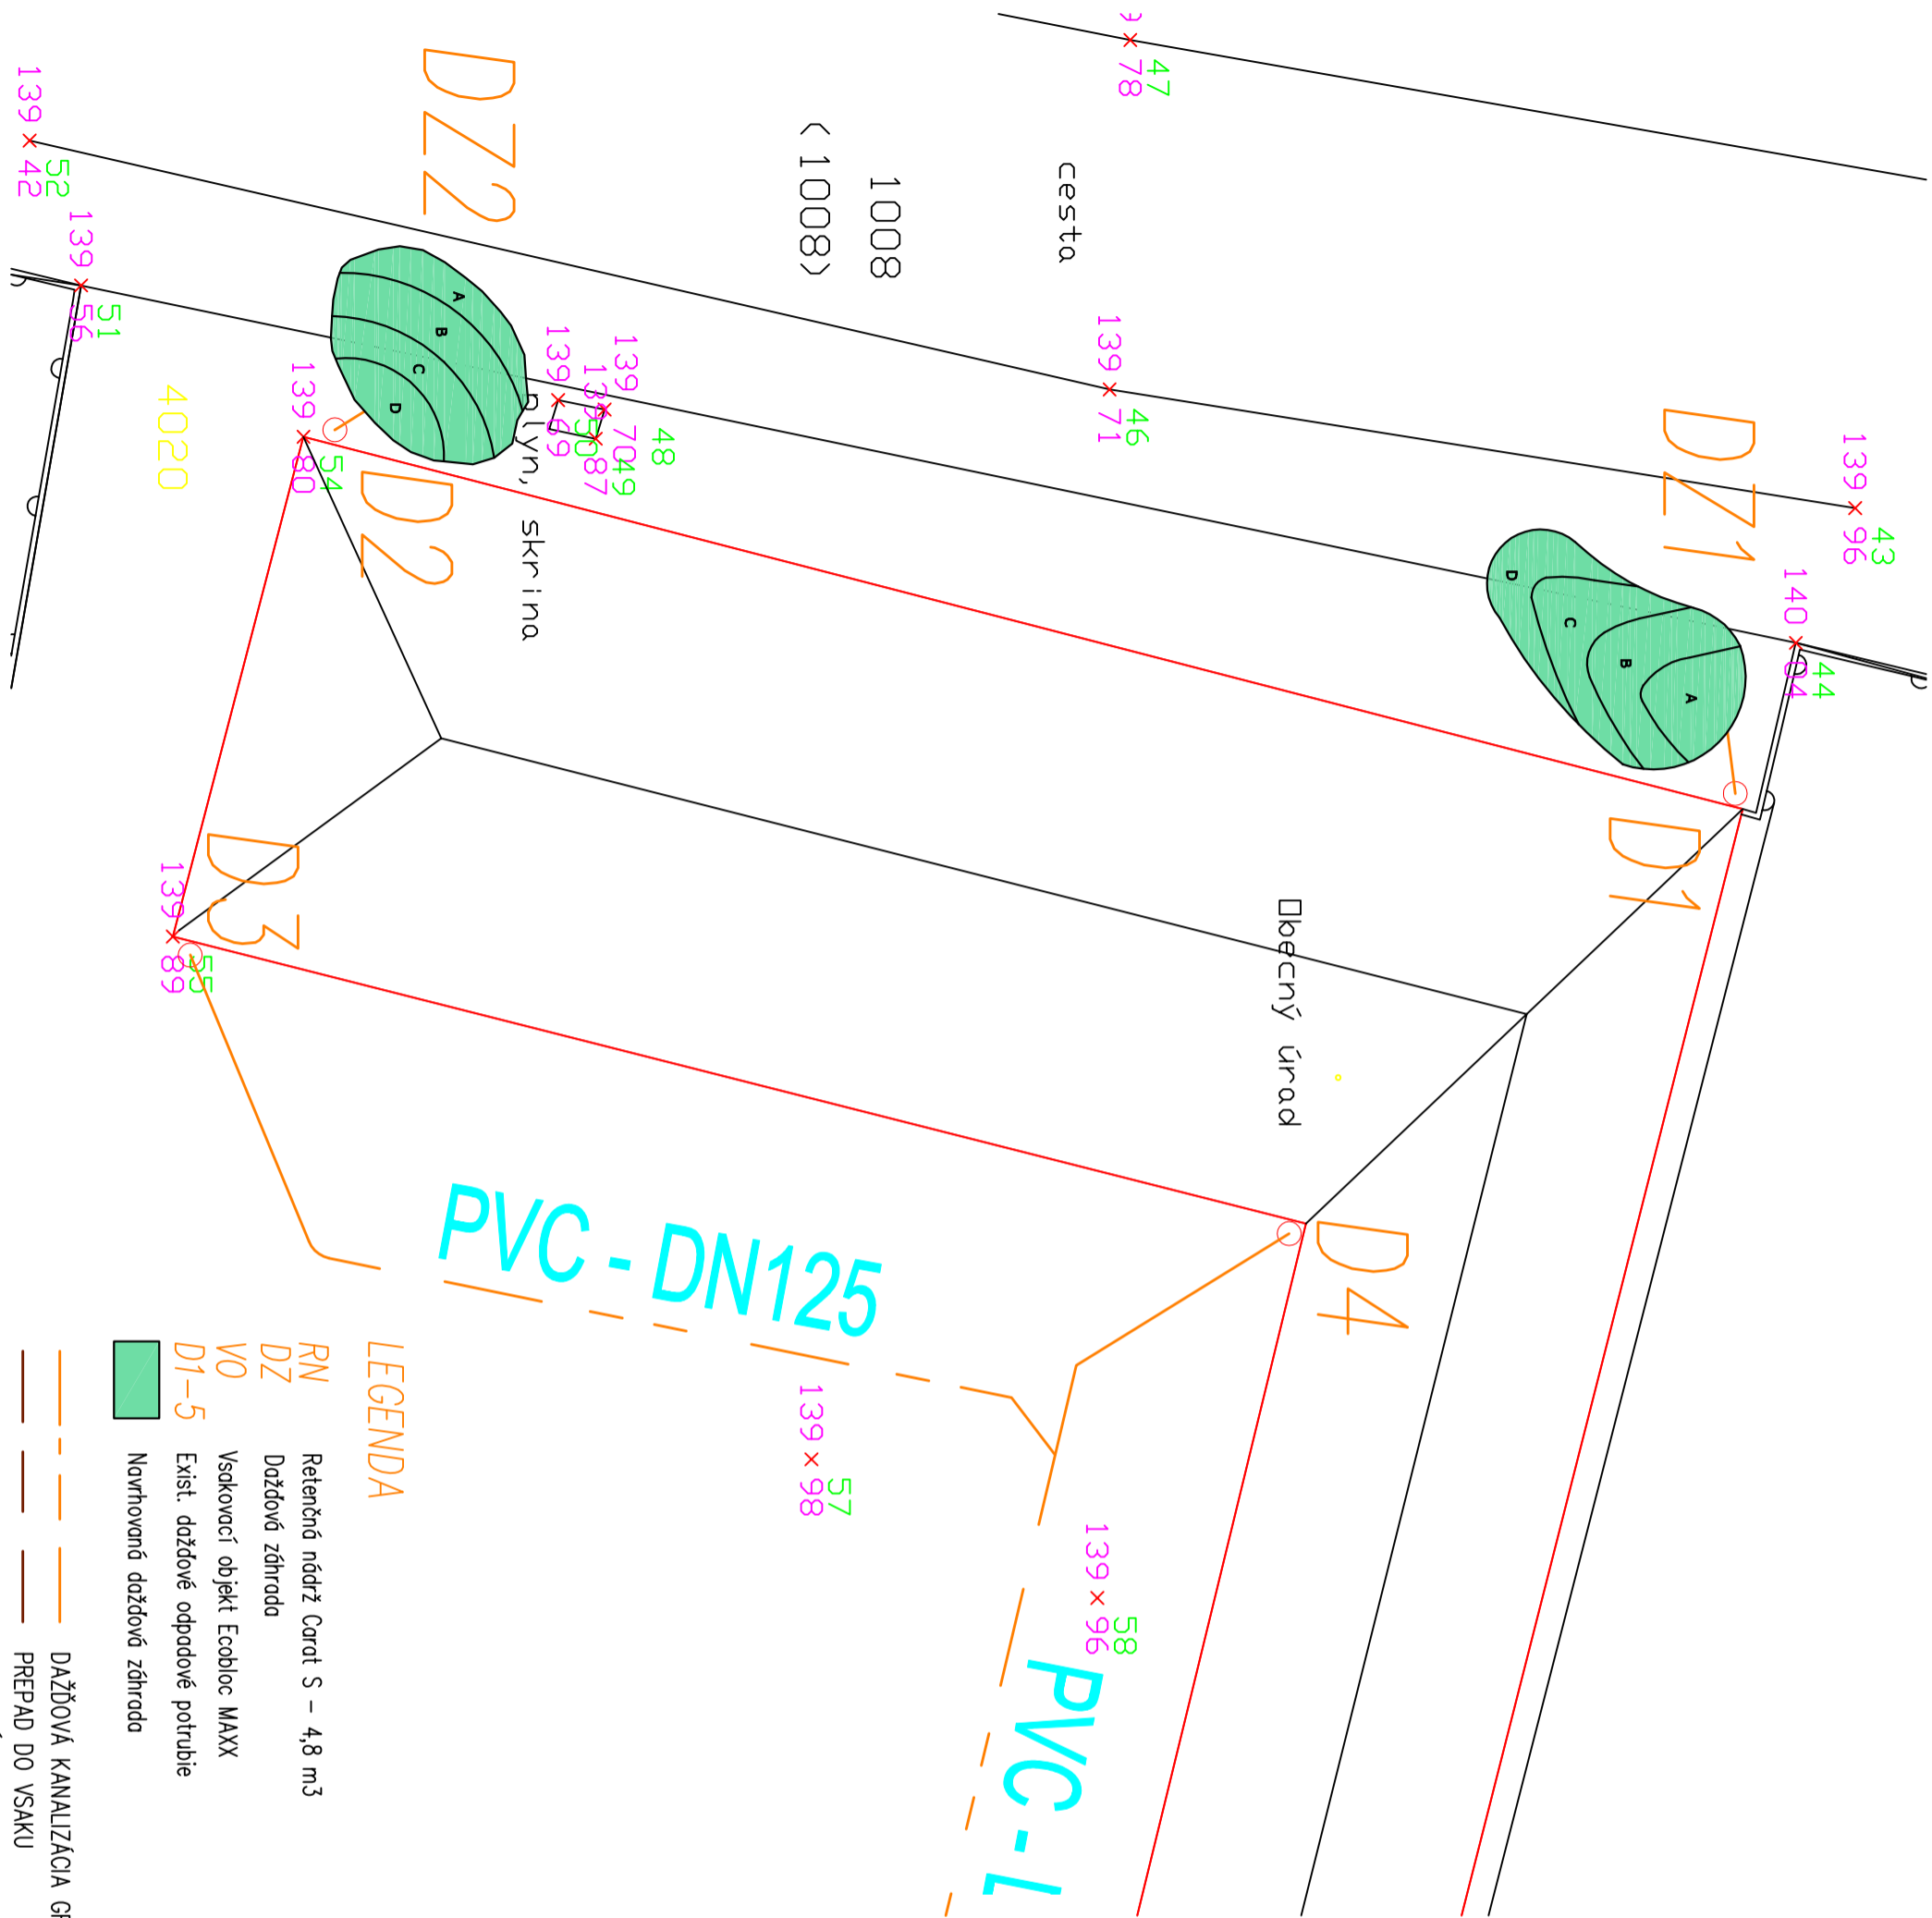 47
78
cesta
1008
(1008)
DZ2
139
52
42
139
51
56
4020
A
B
C
D
plyn, skrina
139
69
139
70
48
49
87
50
139
46
71
DZ1
139
43
96
140
44
04
D
C
B
A
139
54
80
D2
D1
D3
139
55
89
Obecný úrad
D4
PVC - DN125
139
57
98
139
58
96
PVC -
LEGENDA
RN Retenčná nádrž Carat S - 4,8 m3
DZ Dažďová záhrada
VO Vsakovací objekt Ecobloc MAXX
D1-5 Exist. dažďové odpadové potrubie
Navrhovaná dažďová záhrada
DAŽĎOVÁ KANALIZÁCIA
PREPAD DO VSAKU